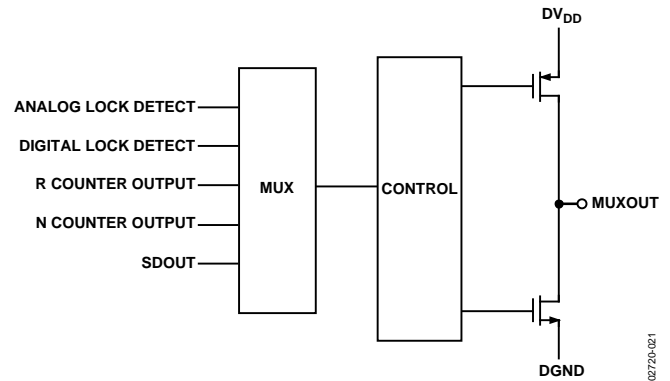 DVDD
ANALOG LOCK DETECT
DIGITAL LOCK DETECT
R COUNTER OUTPUT
MUX
CONTROL
MUXOUT
N COUNTER OUTPUT
SDOUT
DGND
02720-021